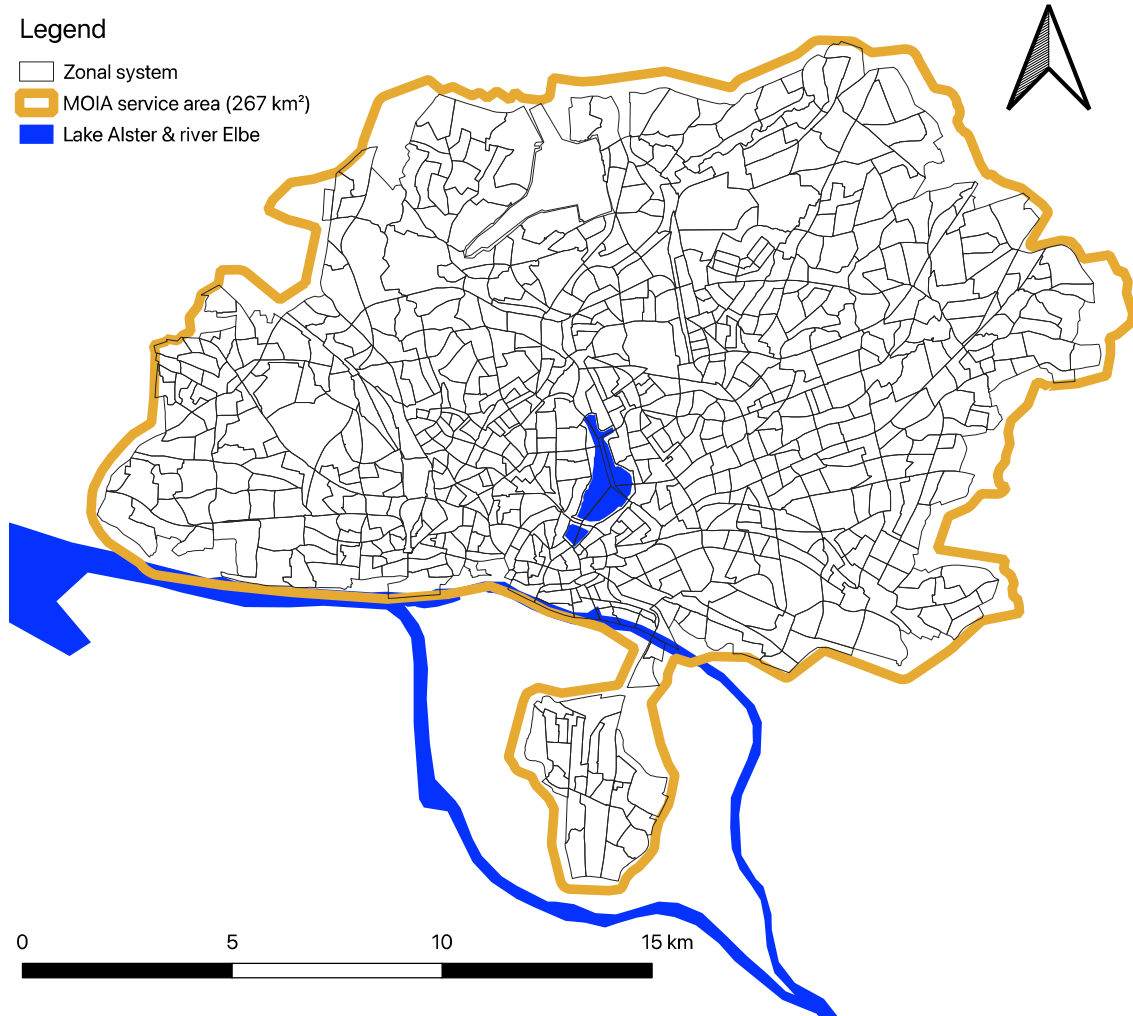 Legend
Zonal system
MOIA service area (267 km²)
Lake Alster & river Elbe
0 5 10 15 km